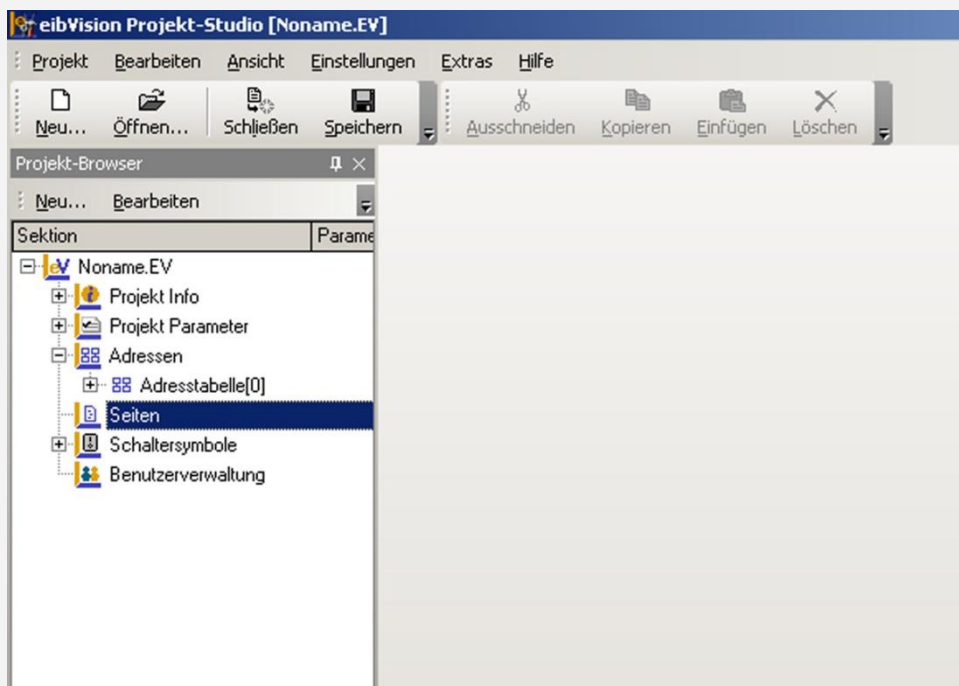 eibVision Projekt-Studio [Noname.EV]
Projekt Bearbeiten Ansicht Einstellungen Extras Hilfe
Neu... Öffnen... Schließen Speichern Ausschneiden Kopieren Einfügen Löschen
Projekt-Browser
Neu... Bearbeiten
Sektion Parame
eV Noname.EV
Projekt Info
Projekt Parameter
Adressen
Adresstabelle[0]
Seiten
Schaltersymbole
Benutzerverwaltung